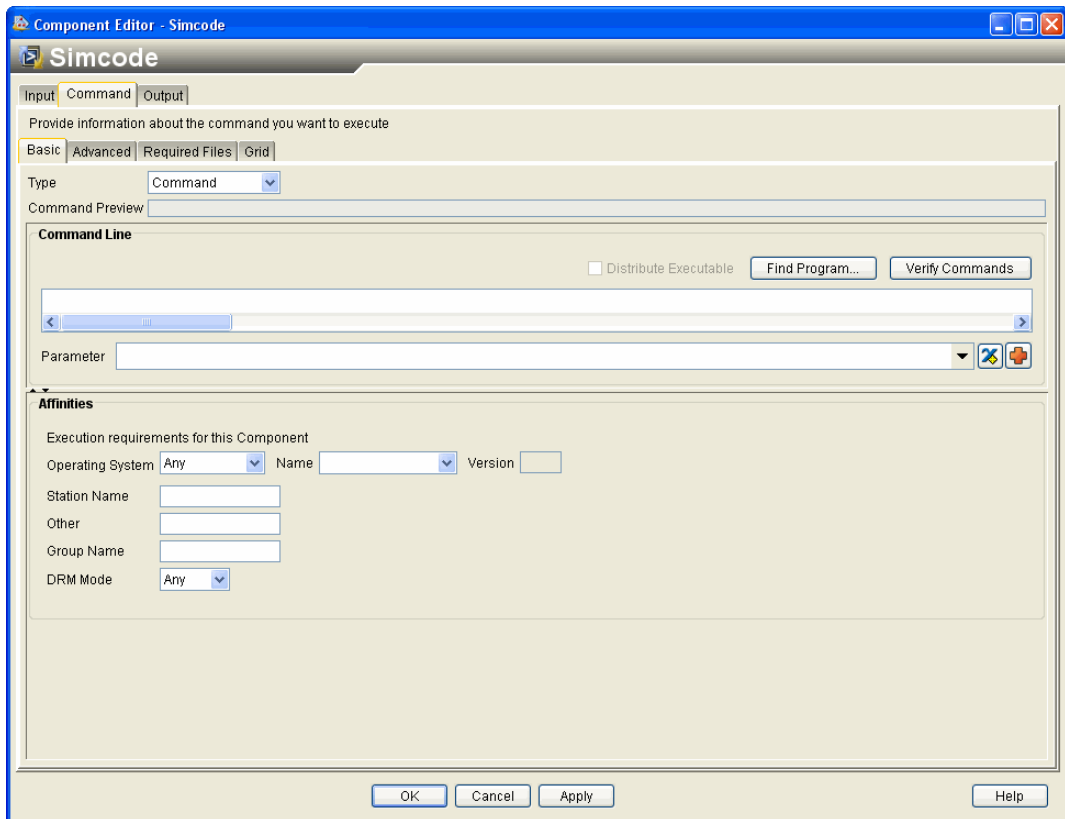 Component Editor - Simcode
Simcode
Input Command Output
Provide information about the command you want to execute
Basic Advanced Required Files Grid
Type Command
Command Preview
Command Line
Distribute Executable Find Program... Verify Commands
Parameter
Affinities
Execution requirements for this Component
Operating System Any Name Version
Station Name
Other
Group Name
DRM Mode Any
OK Cancel Apply Help